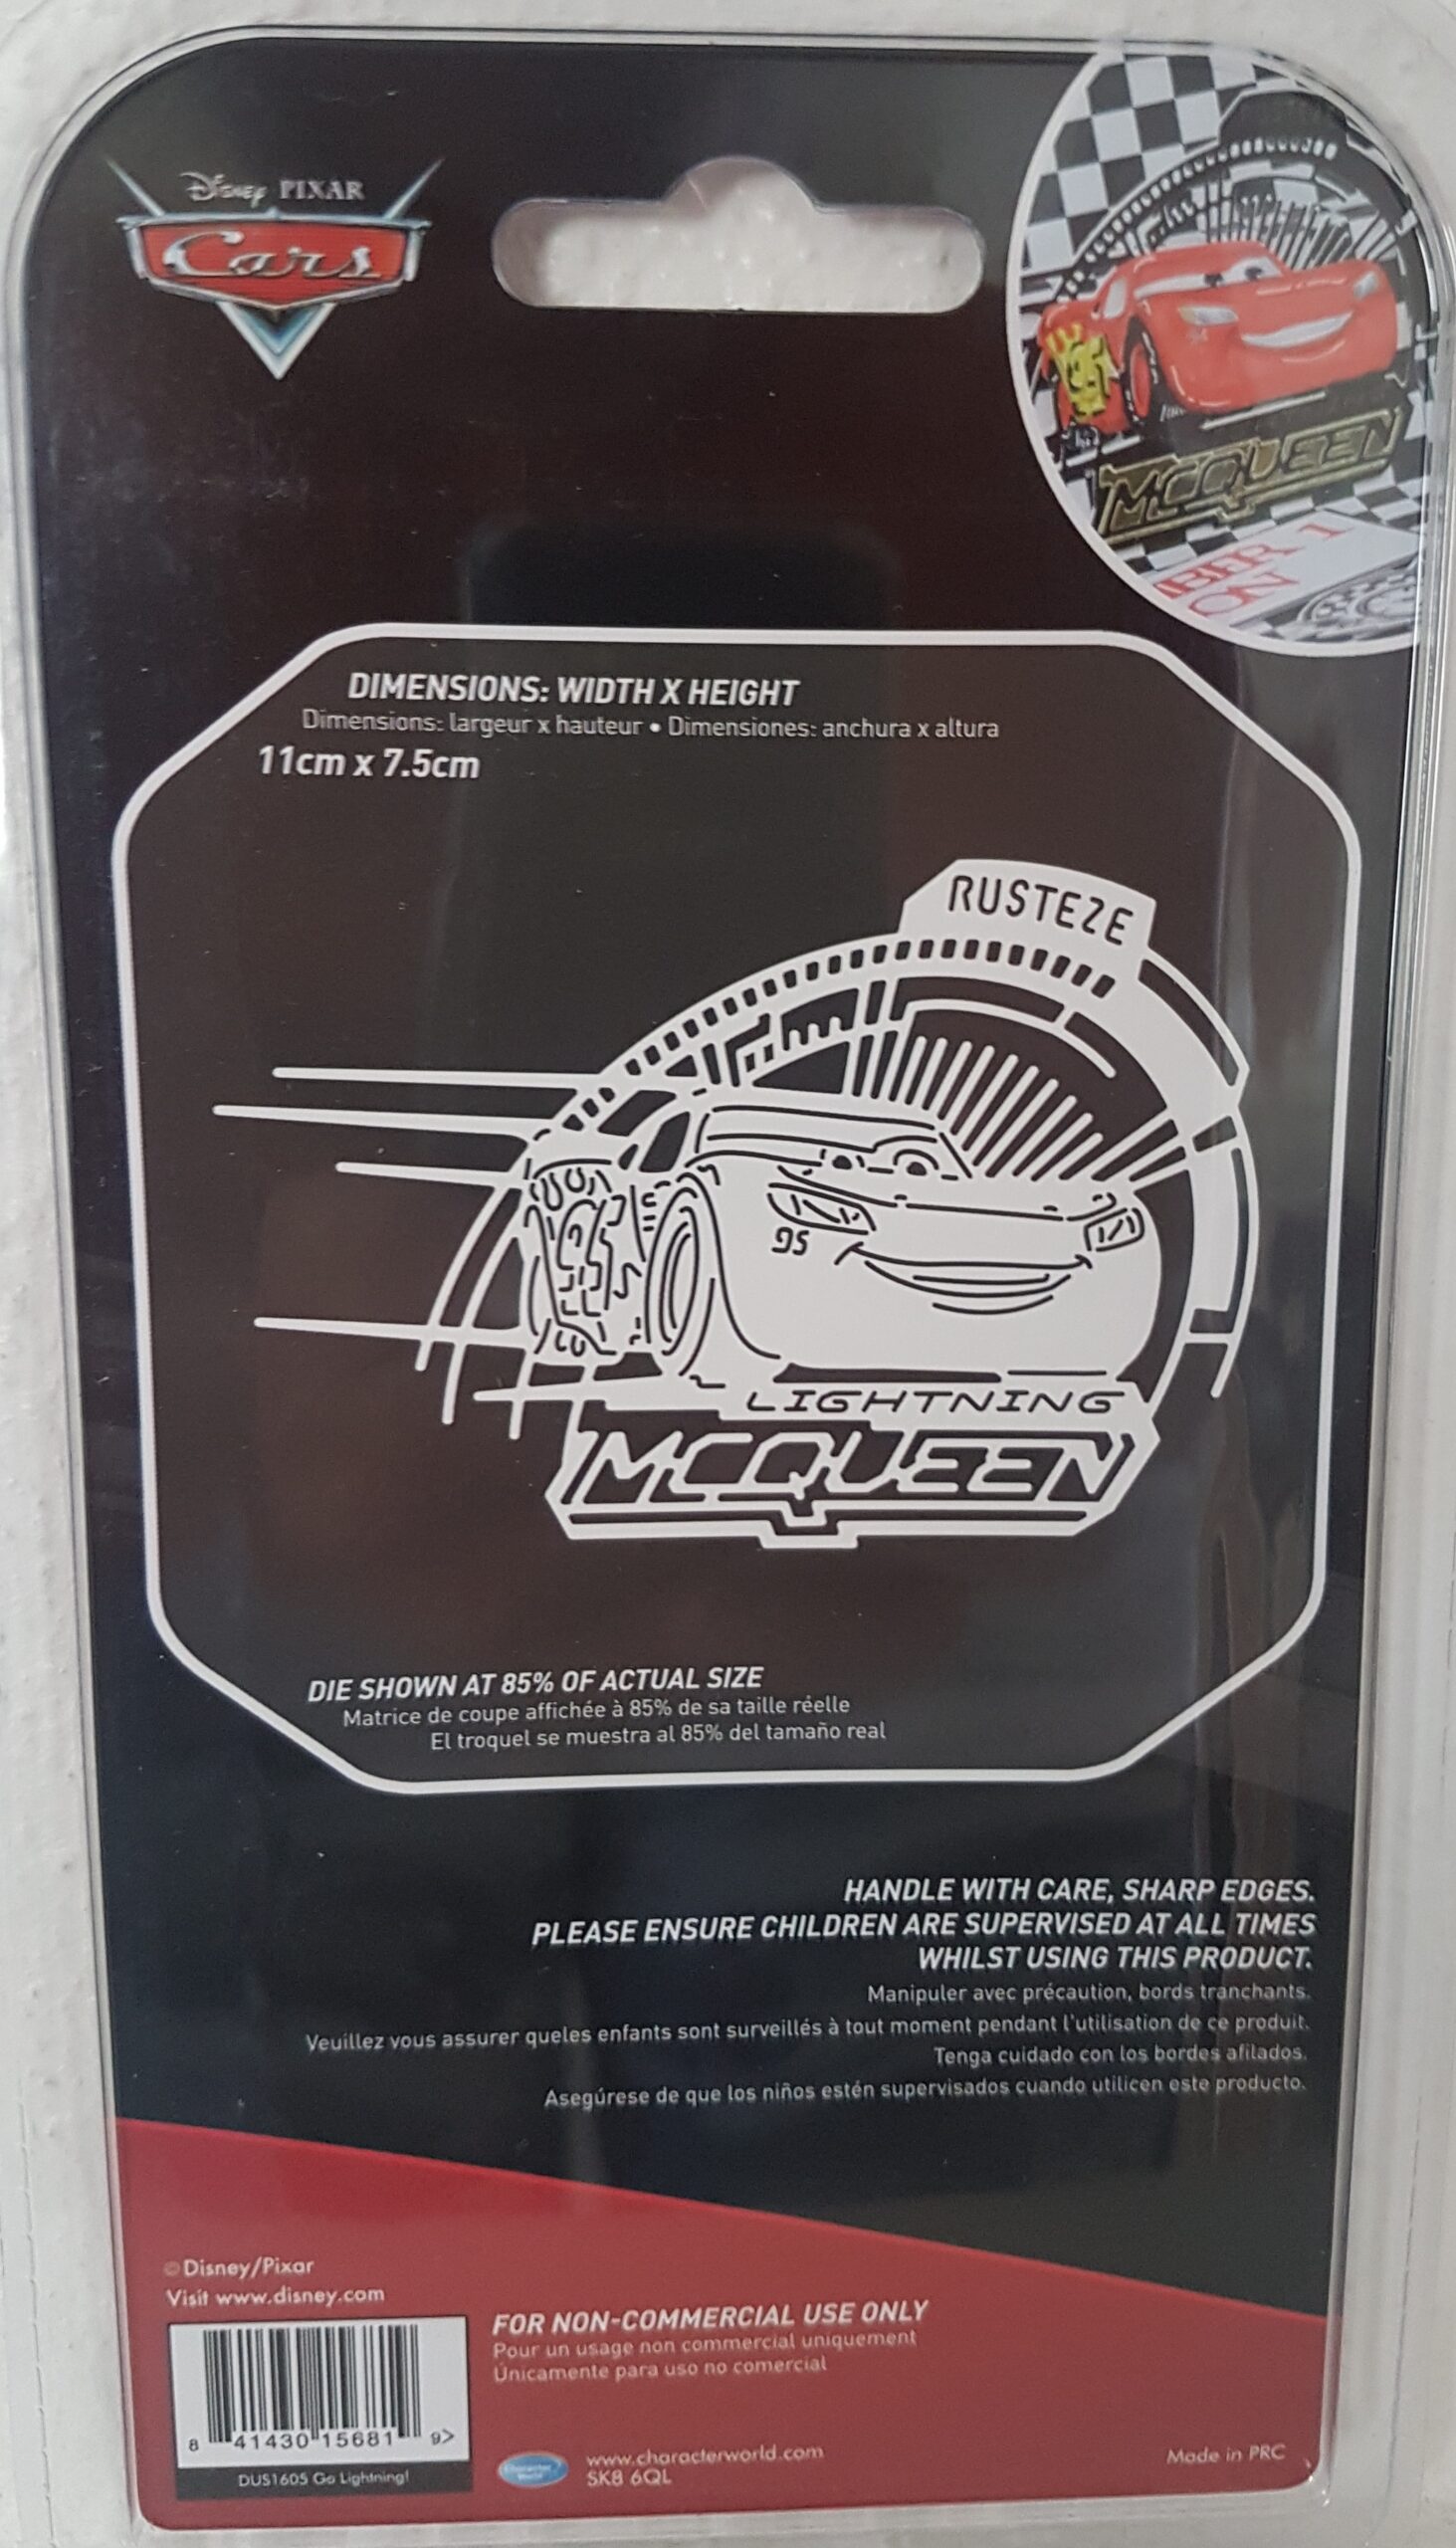 Disney PIXAR
Cars
MCQUEEN
MBER 1
ON
DIMENSIONS: WIDTH X HEIGHT
Dimensions: largeur x hauteur • Dimensiones: anchura x altura
11cm x 7.5cm
RUSTEZE
95
LIGHTNING
MCQUEEN
DIE SHOWN AT 85% OF ACTUAL SIZE
Matrice de coupe affichée à 85% de sa taille réelle
El troquel se muestra al 85% del tamaño real
HANDLE WITH CARE, SHARP EDGES.
PLEASE ENSURE CHILDREN ARE SUPERVISED AT ALL TIMES
WHILST USING THIS PRODUCT.
Manipuler avec précaution, bords tranchants.
Veuillez vous assurer queles enfants sont surveillés à tout moment pendant l'utilisation de ce produit.
Tenga cuidado con los bordes afilados.
Asegúrese de que los niños estén supervisados cuando utilicen este producto.
©Disney/Pixar
Visit www.disney.com
FOR NON-COMMERCIAL USE ONLY
Pour un usage non commercial uniquement
Únicamente para uso no comercial
8 41430 15681 9>
DUS1605 Go Lightning!
Character World
www.characterworld.com
SK8 6QL
Made in PRC